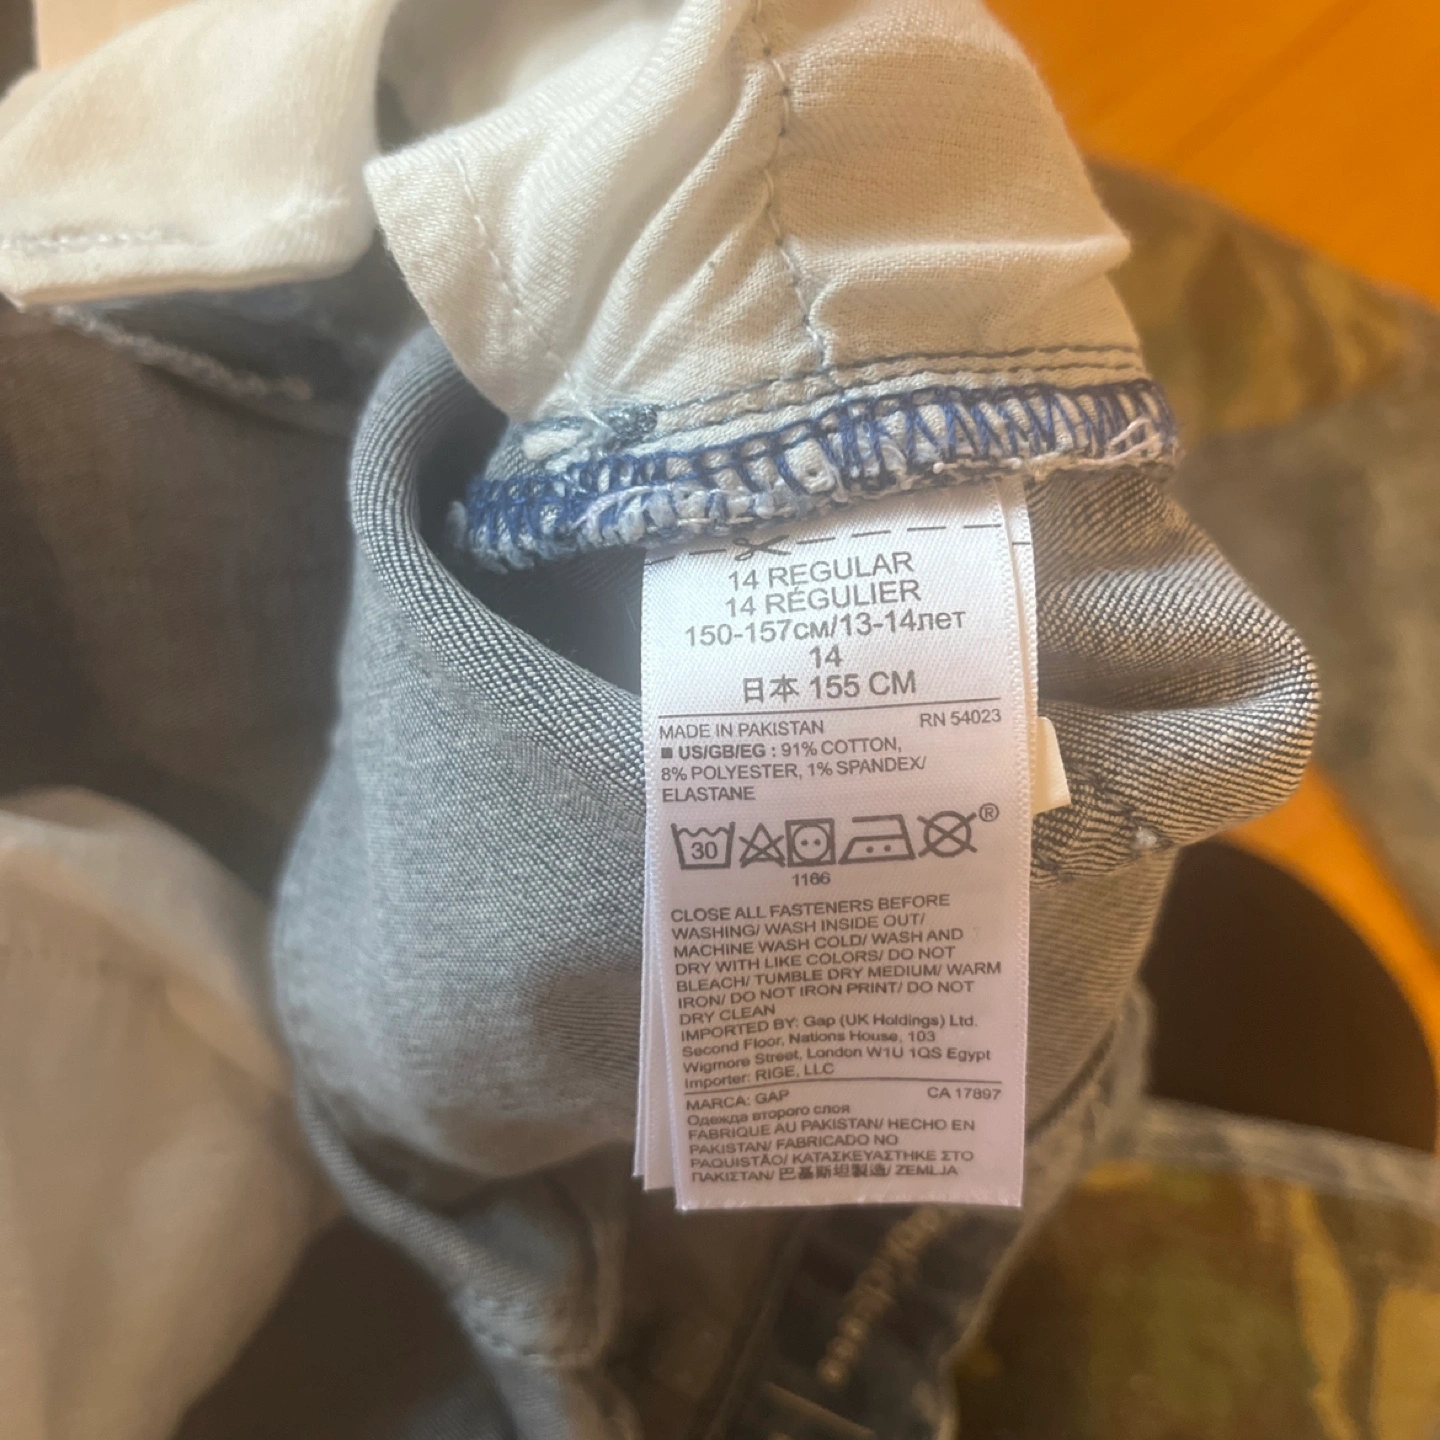 14 REGULAR
14 RÉGULIER
150-157см/13-14лет
14
日本 155 CM
MADE IN PAKISTAN RN 54023
■ US/GB/EG : 91% COTTON,
8% POLYESTER, 1% SPANDEX/
ELASTANE
30 ®
1166
CLOSE ALL FASTENERS BEFORE
WASHING/ WASH INSIDE OUT/
MACHINE WASH COLD/ WASH AND
DRY WITH LIKE COLORS/ DO NOT
BLEACH/ TUMBLE DRY MEDIUM/ WARM
IRON/ DO NOT IRON PRINT/ DO NOT
DRY CLEAN
IMPORTED BY: Gap (UK Holdings) Ltd.
Second Floor, Nations House, 103
Wigmore Street, London W1U 1QS Egypt
Importer: RIGE, LLC
MARCA: GAP CA 17897
Одежда второго слоя
FABRIQUE AU PAKISTAN/ HECHO EN
PAKISTAN/ FABRICADO NO
PAQUISTÃO/ ΚΑΤΑΣΚΕΥΑΣΤΗΚΕ ΣΤΟ
ΠΑΚΙΣΤΑΝ/ 巴基斯坦製造/ ZEMLJA